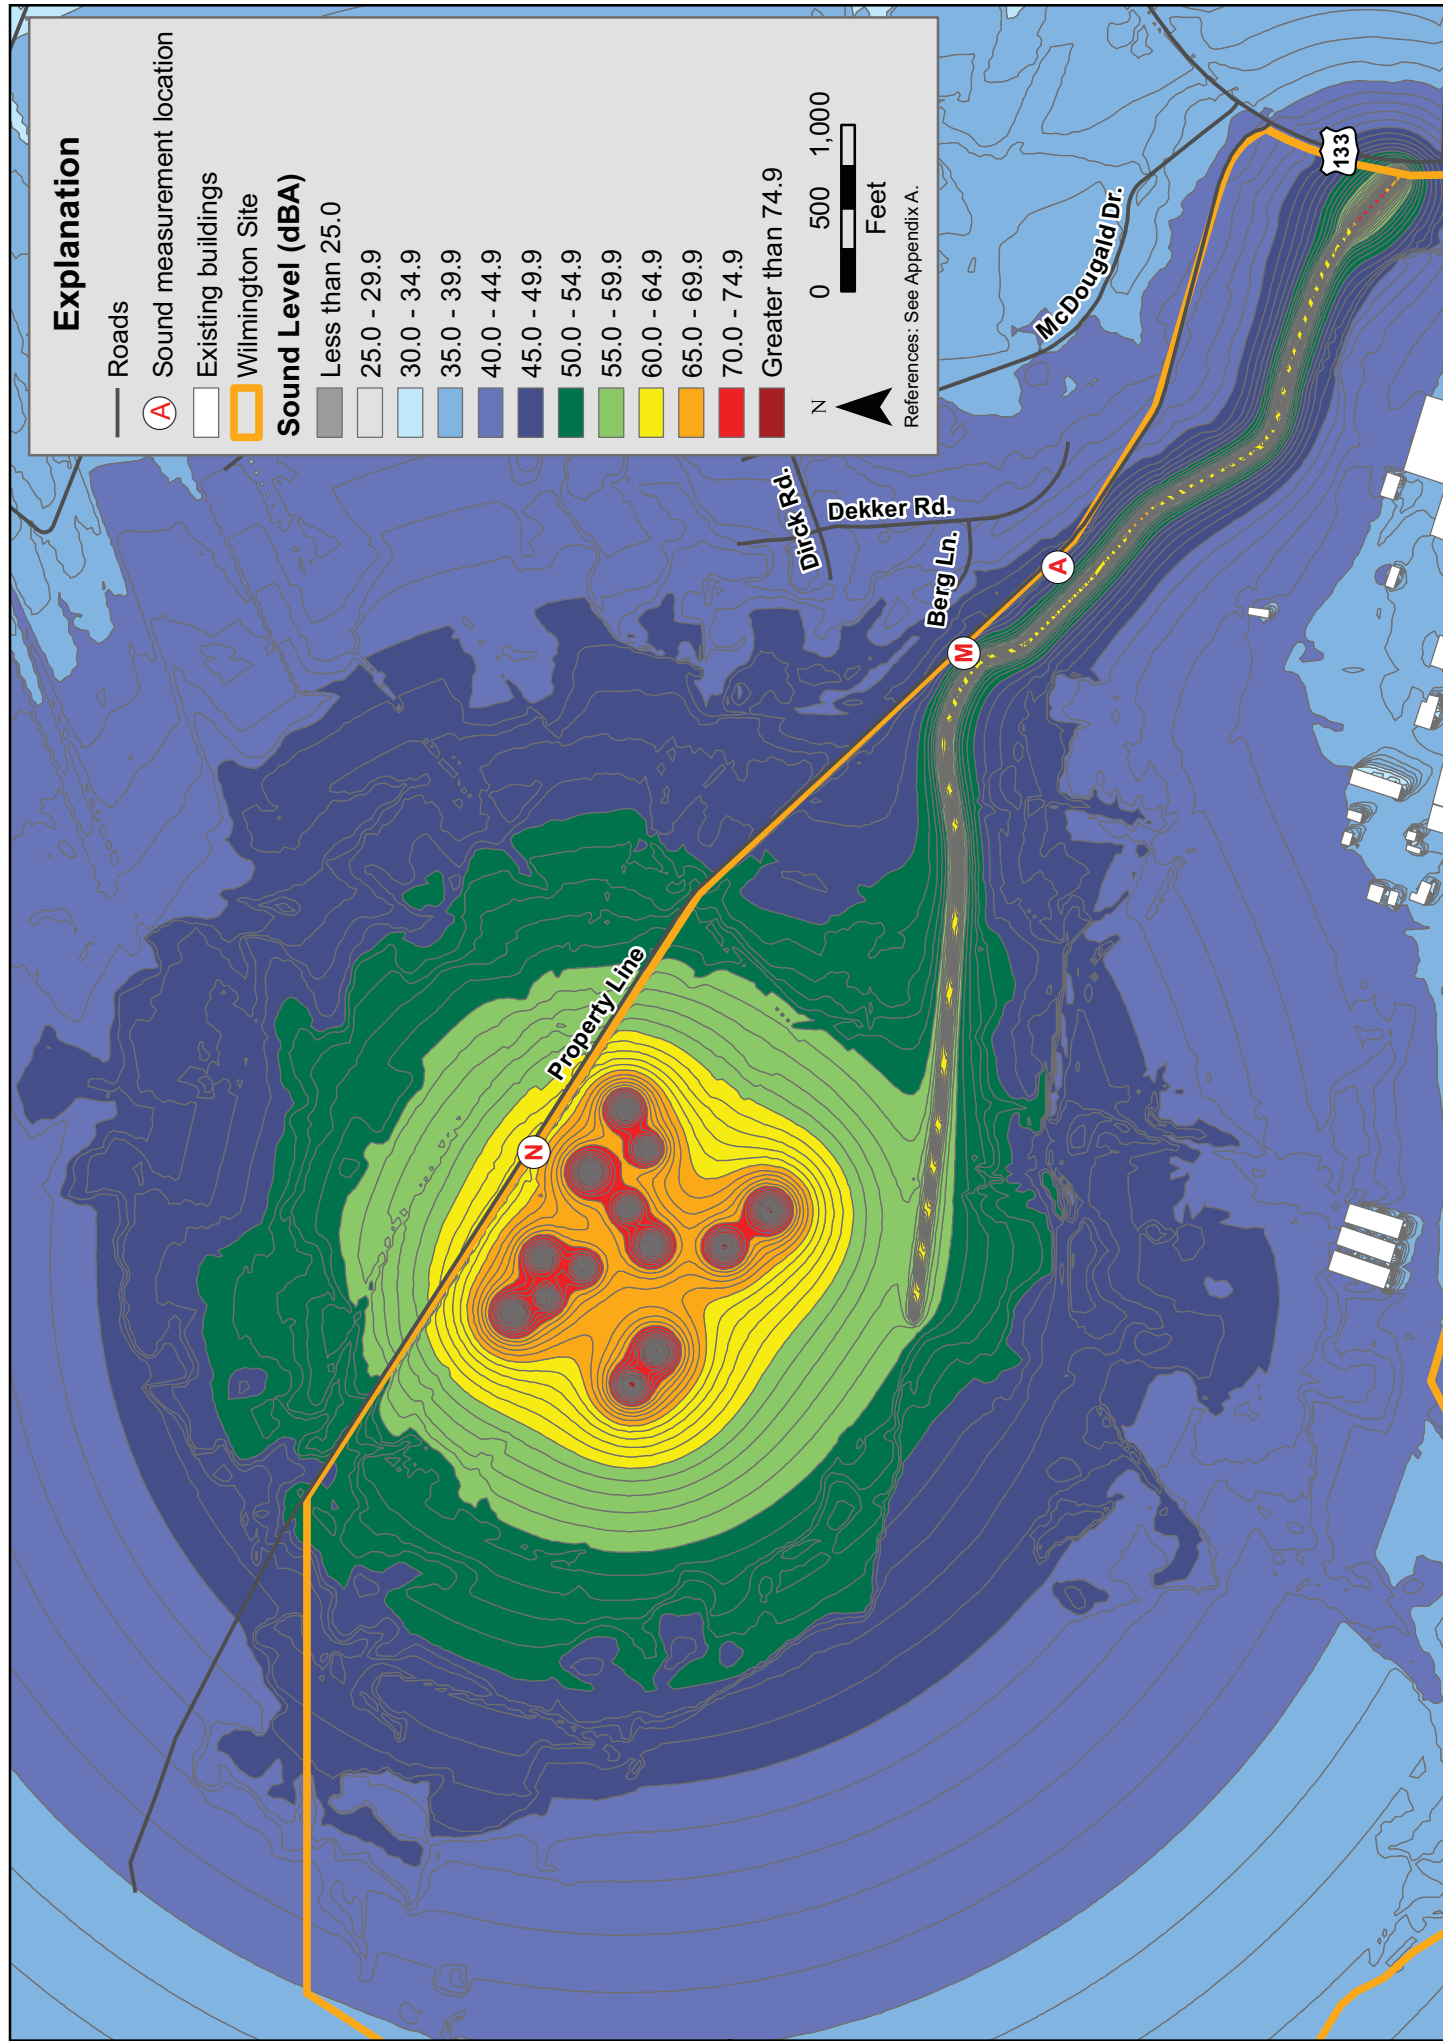 Explanation
Roads
A
Sound measurement location
Existing buildings
Wilmington Site
Sound Level (dBA)
Less than 25.0
25.0 - 29.9
30.0 - 34.9
35.0 - 39.9
40.0 - 44.9
45.0 - 49.9
50.0 - 54.9
55.0 - 59.9
60.0 - 64.9
65.0 - 69.9
70.0 - 74.9
Greater than 74.9
N
0 500 1,000
Feet
References: See Appendix A.
N
Property Line
Dirck Rd.
Dekker Rd.
Berg Ln.
McDougald Dr.
M
A
133